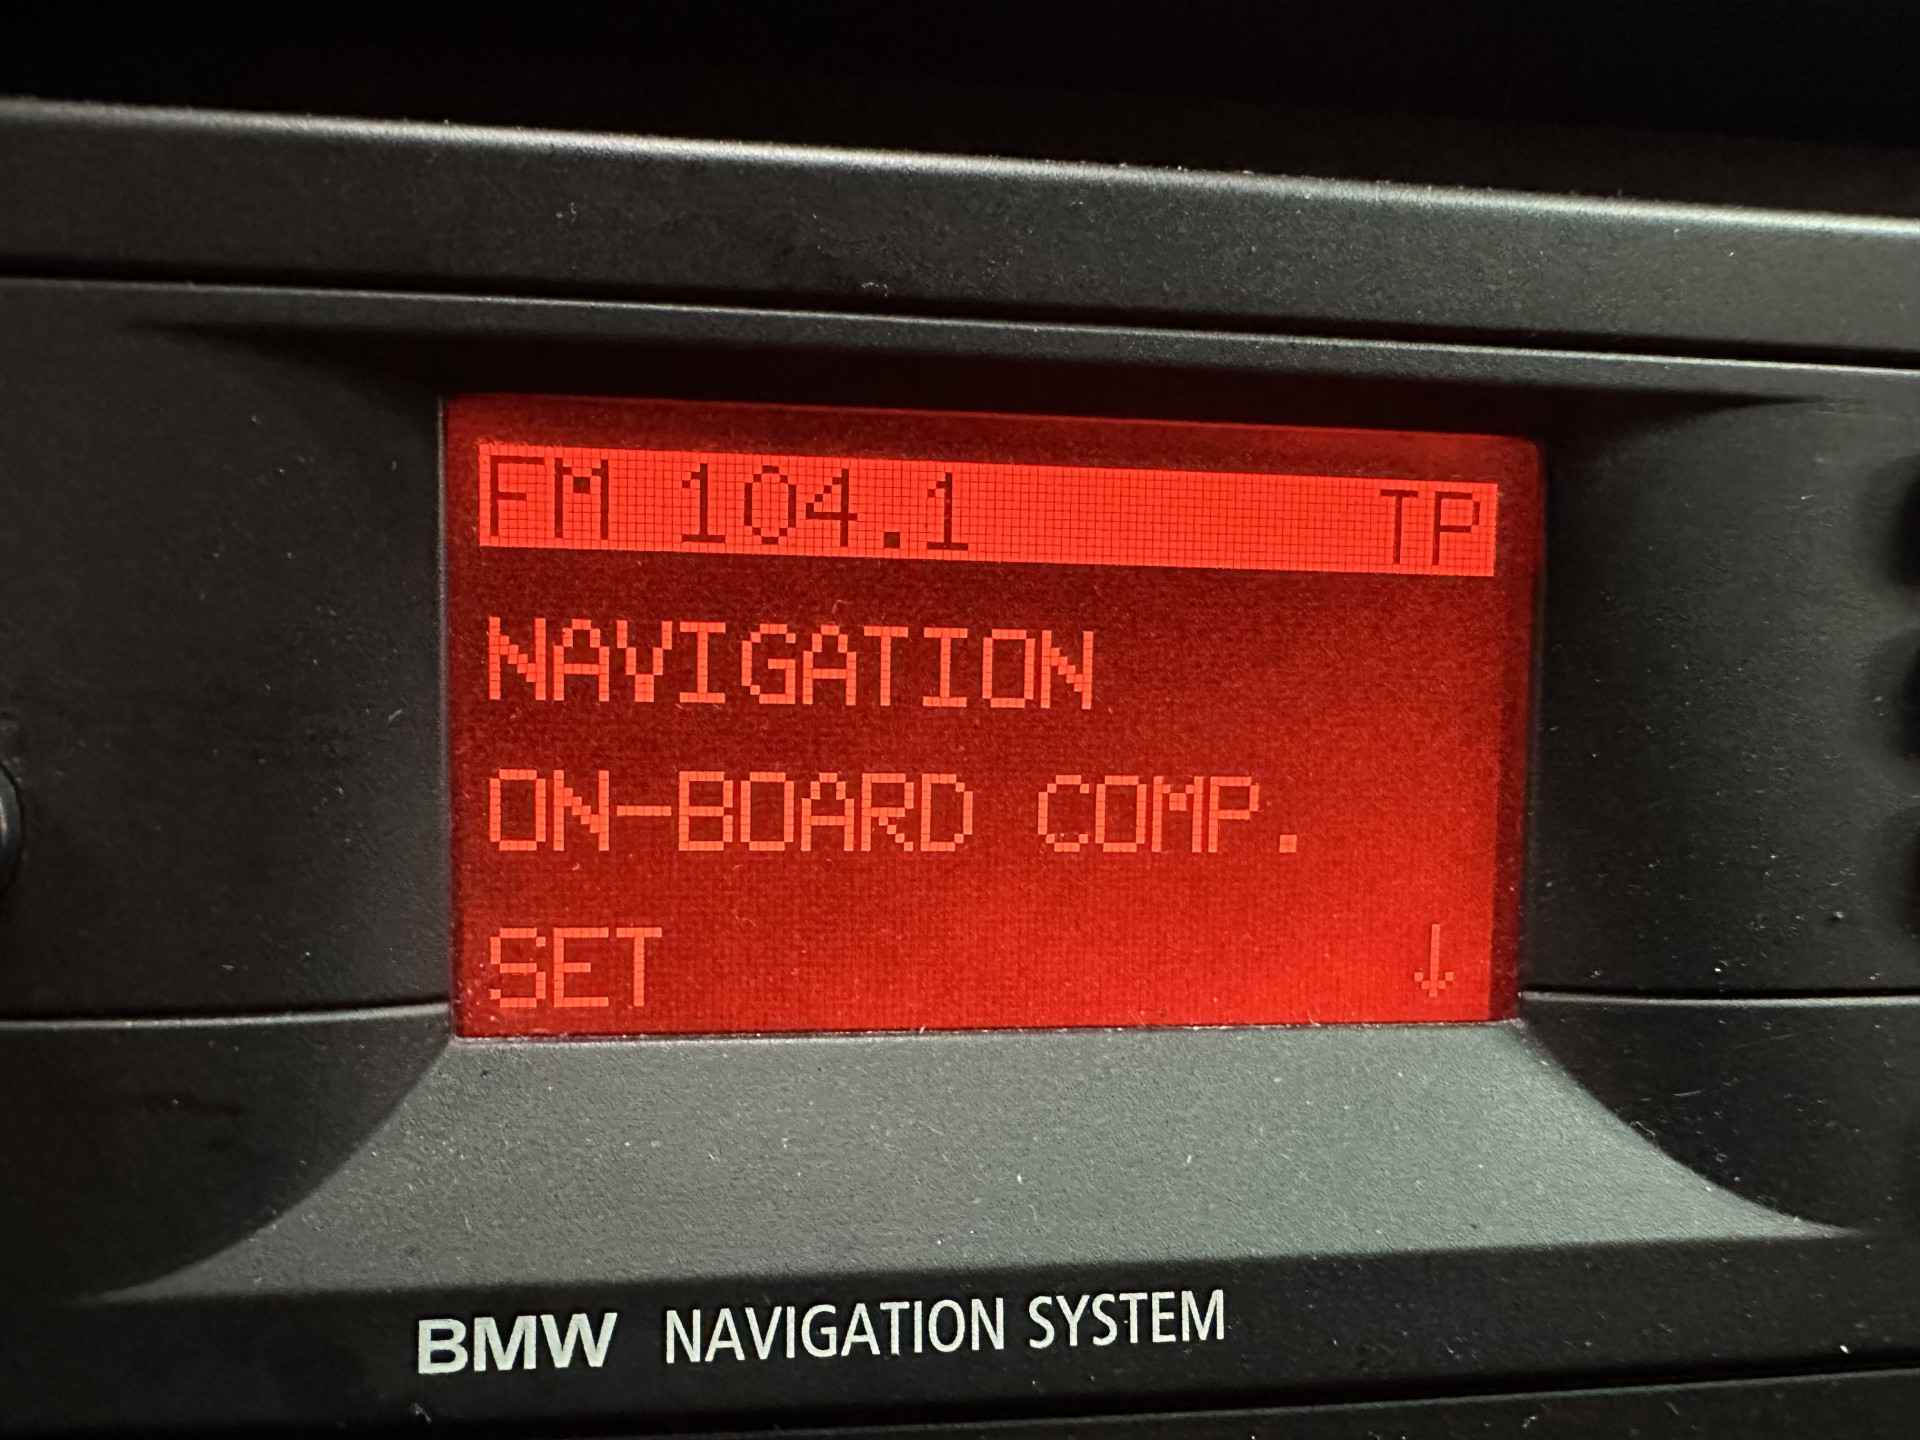 FM 104.1 TP
NAVIGATION
ON-BOARD COMP.
SET ↓
BMW NAVIGATION SYSTEM